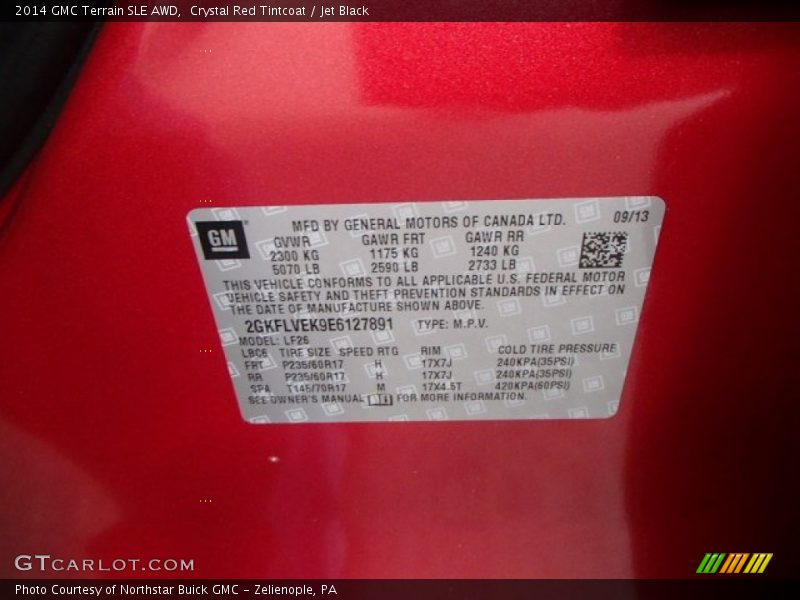 2014 GMC Terrain SLE AWD,  Crystal Red Tintcoat / Jet Black
GM
MFD BY GENERAL MOTORS OF CANADA LTD. 09/13
GVWR GAWR FRT GAWR RR
2300 KG 1175 KG 1240 KG
5070 LB 2590 LB 2733 LB
THIS VEHICLE CONFORMS TO ALL APPLICABLE U.S. FEDERAL MOTOR
VEHICLE SAFETY AND THEFT PREVENTION STANDARDS IN EFFECT ON
THE DATE OF MANUFACTURE SHOWN ABOVE.
2GKFLVEK9E6127891 TYPE: M.P.V.
MODEL: LF26
LBC6 TIRE SIZE SPEED RTG RIM COLD TIRE PRESSURE
FRT P235/60R17 H 17X7J 240KPA(35PSI)
RR P235/60R17 H 17X7J 240KPA(35PSI)
SPA T145/70R17 M 17X4.5T 420KPA(60PSI)
SEE OWNER'S MANUAL FOR MORE INFORMATION.
GTCARLOT.COM
Photo Courtesy of Northstar Buick GMC - Zelienople, PA